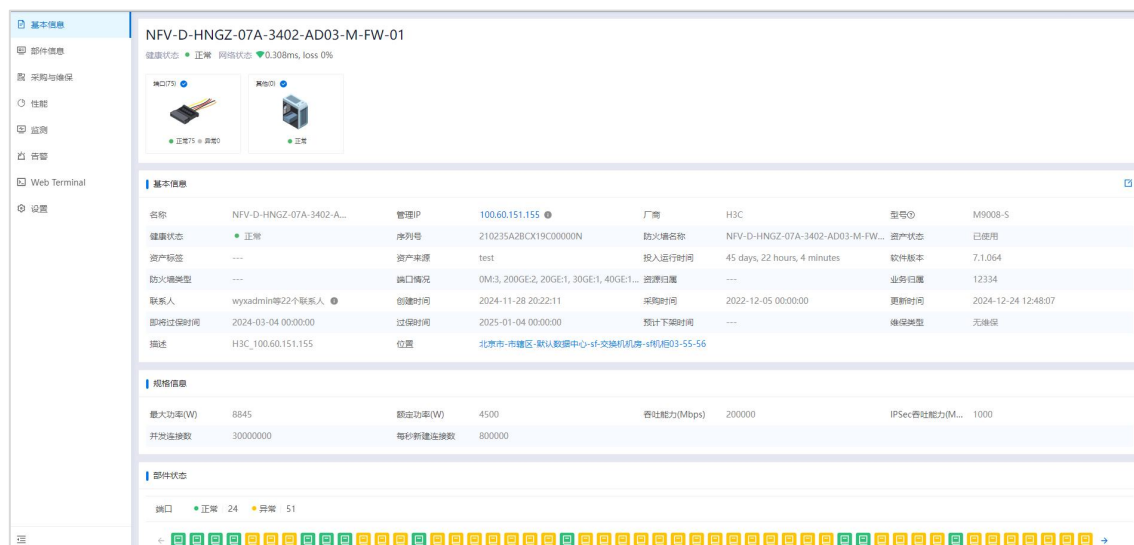 基本信息
部件信息
采购与维保
性能
监测
告警
Web Terminal
设置
NFV-D-HNGZ-07A-3402-AD03-M-FW-01
健康状态 正常 网络状态 0.308ms, loss 0%
端口(75) 其他(0)
正常75 异常0 正常
基本信息
名称 NFV-D-HNGZ-07A-3402-A... 管理IP 100.60.151.155 厂商 H3C 型号 M9008-S
健康状态 正常 序列号 210235A2BCX19C00000N 防火墙名称 NFV-D-HNGZ-07A-3402-AD03-M-FW... 资产状态 已使用
资产标签 --- 资产来源 test 投入运行时间 45 days, 22 hours, 4 minutes 软件版本 7.1.064
防火墙类型 --- 端口情况 0M:3, 200GE:2, 20GE:1, 30GE:1, 40GE:1... 资源归属 --- 业务归属 12334
联系人 wyxadmin等22个联系人 创建时间 2024-11-28 20:22:11 采购时间 2022-12-05 00:00:00 更新时间 2024-12-24 12:48:07
即将过保时间 2024-03-04 00:00:00 过保时间 2025-01-04 00:00:00 预计下架时间 --- 维保类型 无维保
描述 H3C_100.60.151.155 位置 北京市-市辖区-默认数据中心-sf-交换机机房-sf机柜03-55-56
规格信息
最大功率(W) 8845 额定功率(W) 4500 吞吐能力(Mbps) 200000 IPSec吞吐能力(M... 1000
并发连接数 30000000 每秒新建连接数 800000
部件状态
端口 正常 24 异常 51